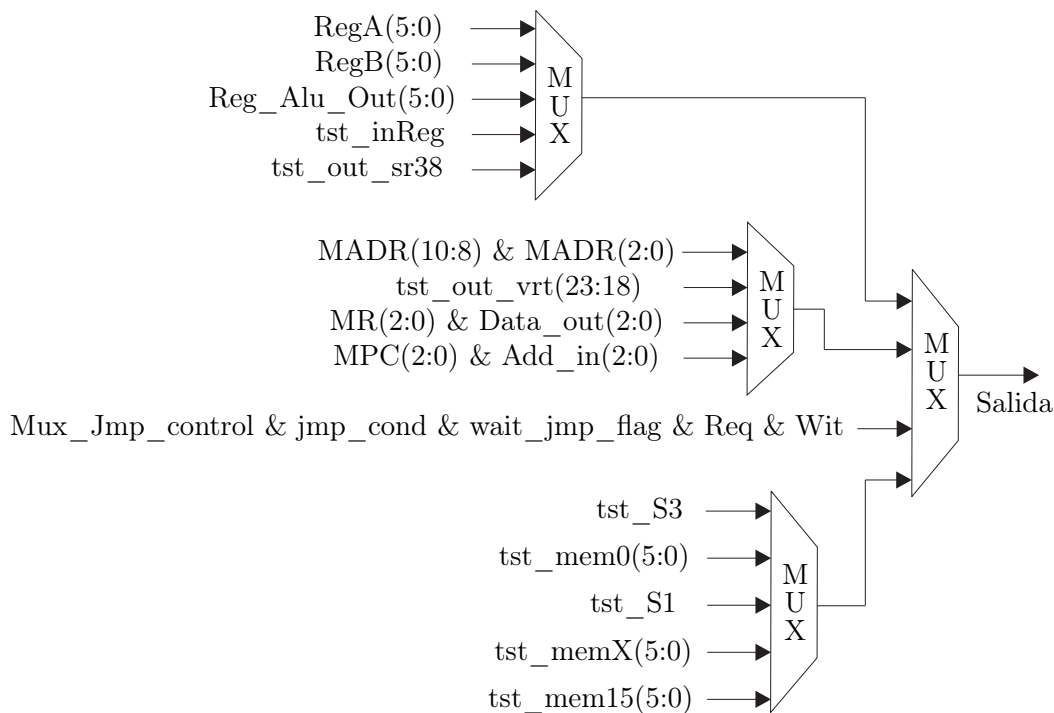 RegA(5:0)
RegB(5:0)
Reg_Alu_Out(5:0)
tst_inReg
tst_out_sr38
M
U
X
MADR(10:8) & MADR(2:0)
tst_out_vrt(23:18)
MR(2:0) & Data_out(2:0)
MPC(2:0) & Add_in(2:0)
M
U
X
Mux_Jmp_control & jmp_cond & wait_jmp_flag & Req & Wit
tst_S3
tst_mem0(5:0)
tst_S1
tst_memX(5:0)
tst_mem15(5:0)
M
U
X
M
U
X
Salida